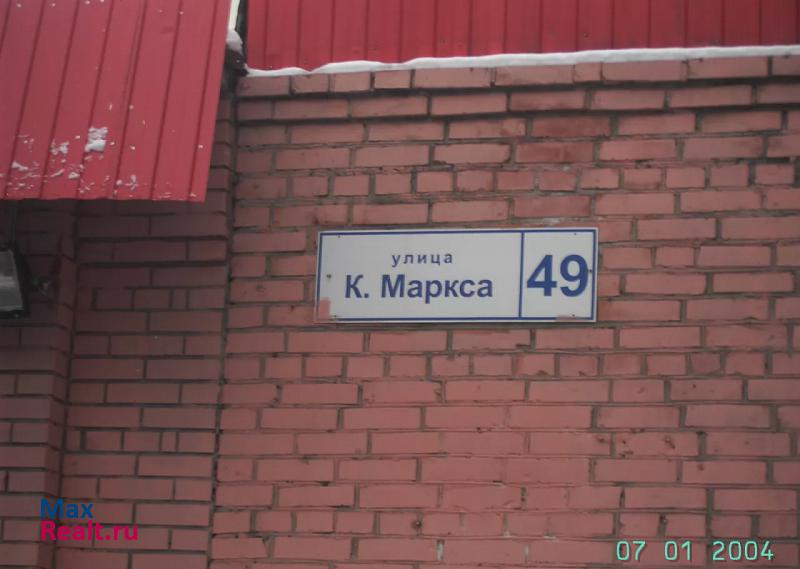 улица
К. Маркса
49
Max
Realt.ru
07 01 2004